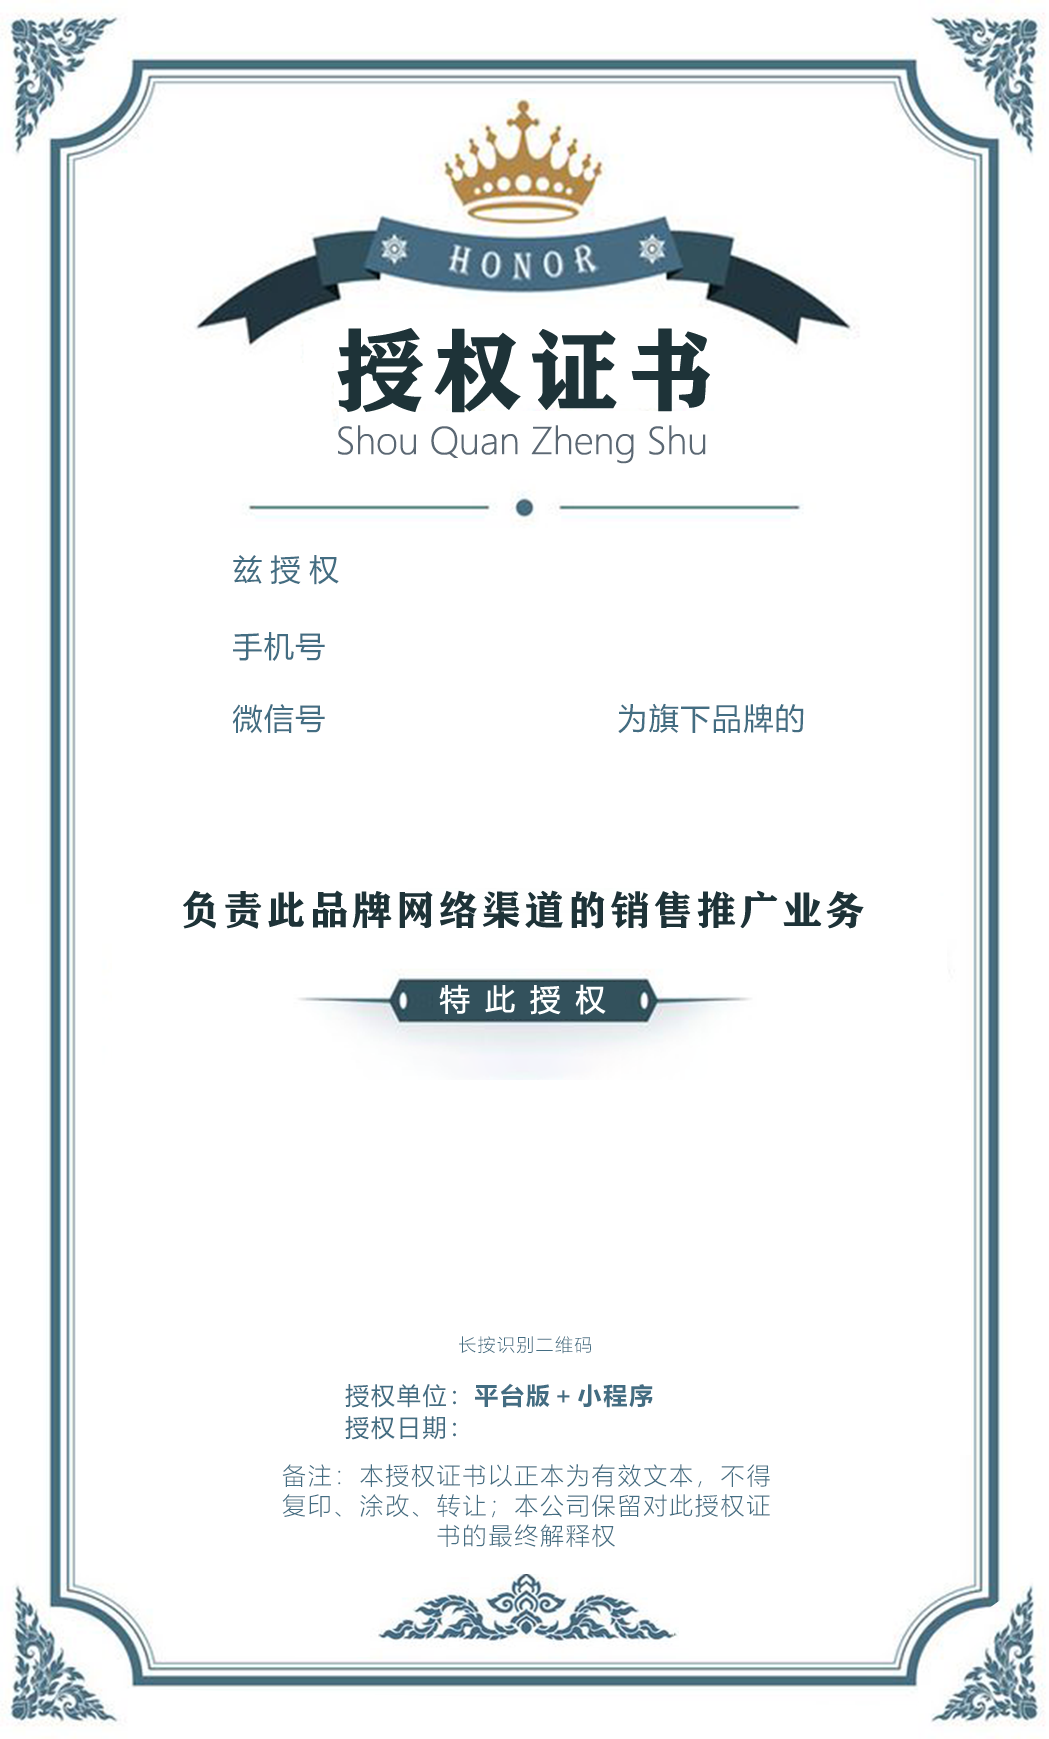 HONOR
授权证书
Shou Quan Zheng Shu
兹授权
手机号
微信号 为旗下品牌的
负责此品牌网络渠道的销售推广业务
特此授权
长按识别二维码
授权单位：平台版+小程序
授权日期：
备注：本授权证书以正本为有效文本，不得
复印、涂改、转让；本公司保留对此授权证
书的最终解释权